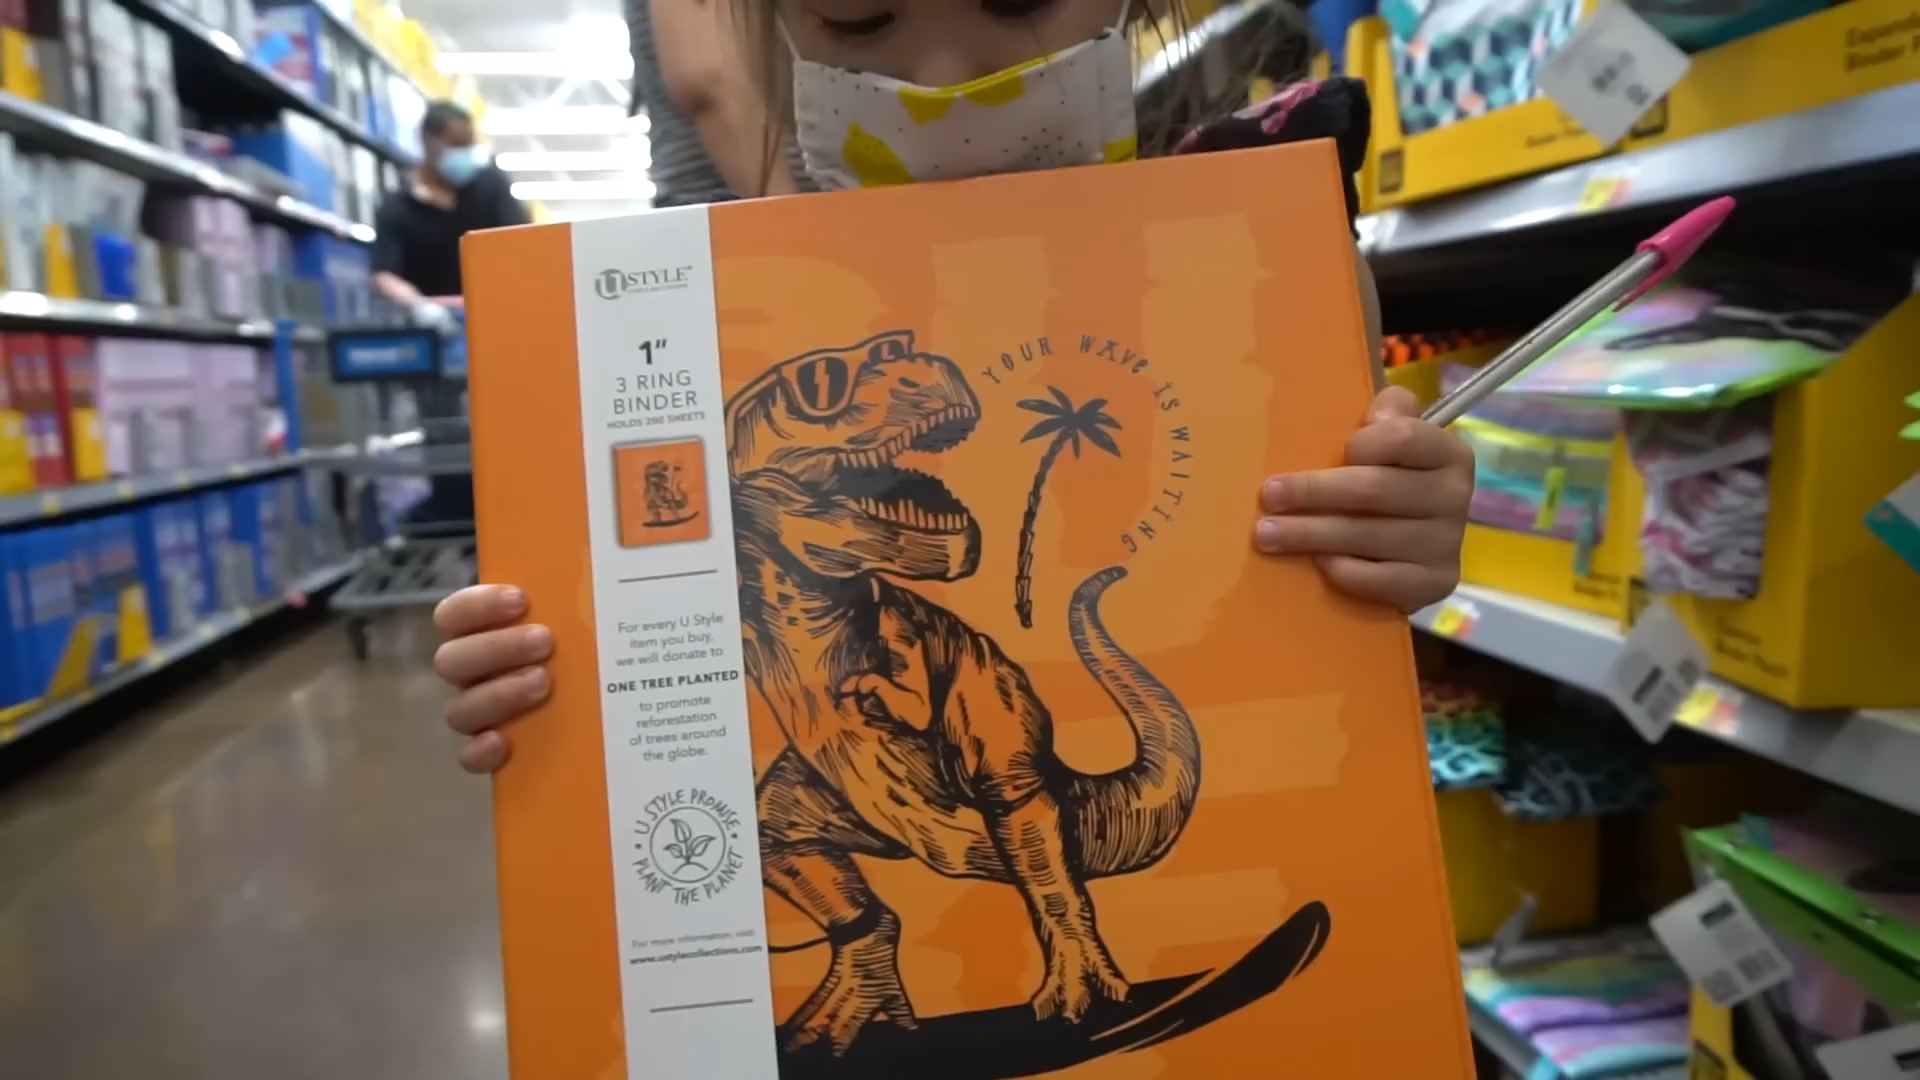 U STYLE
1"
3 RING
BINDER
HOLDS 200 SHEETS
For every U Style
item you buy,
we will donate to
ONE TREE PLANTED
to promote
reforestation
of trees around
the globe.
U STYLE PROMISE
• PLANT THE PLANET •
For more information, visit:
www.ustylecollections.com
YOUR WAVE iS WAITING
Walmart